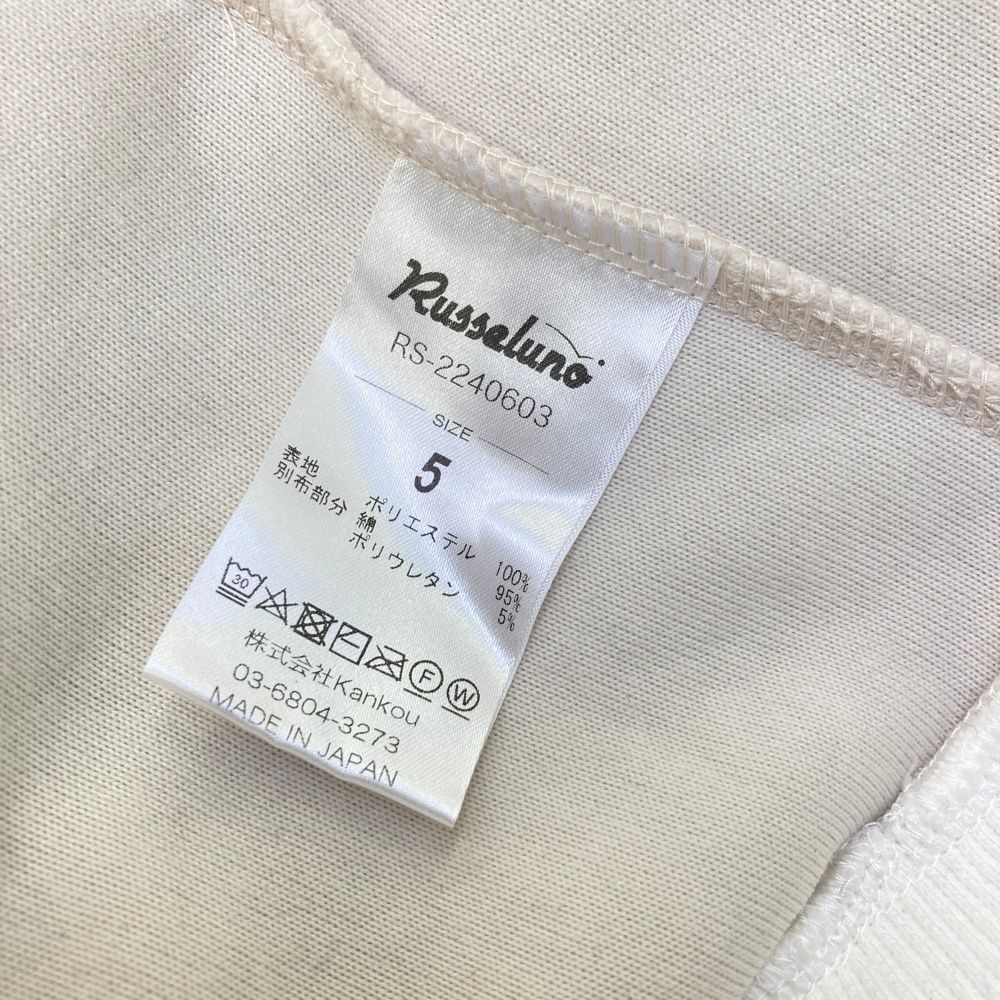 Russeluno
RS-2240603
SIZE
5
表地 ポリエステル 100%
別布部分 綿 95%
ポリウレタン 5%
30
F W
株式会社Kankou
03-6804-3273
MADE IN JAPAN